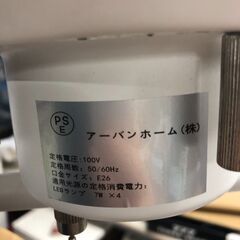 PS
E
アーバンホーム(株)
定格電圧:100V
定格周波:50/60Hz
口金サイズ:E26
適用光源の定格消費電力:
LEDランプ 7W ×4